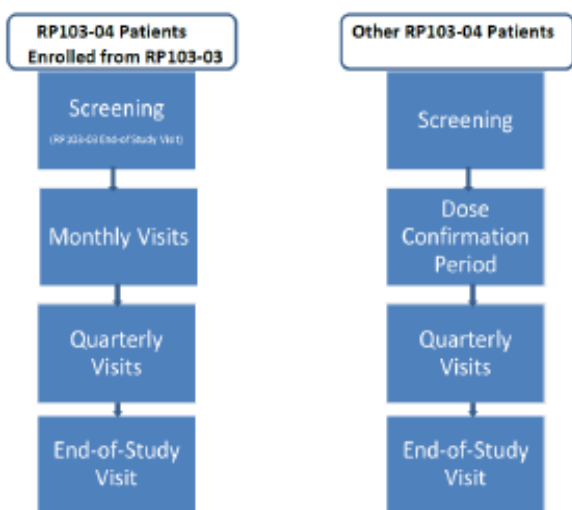 RP103-04 Patients
Enrolled from RP103-03
Screening
(RP103-03 End-of-Study Visit)
Monthly Visits
Quarterly
Visits
End-of-Study
Visit
Other RP103-04 Patients
Screening
Dose
Confirmation
Period
Quarterly
Visits
End-of-Study
Visit